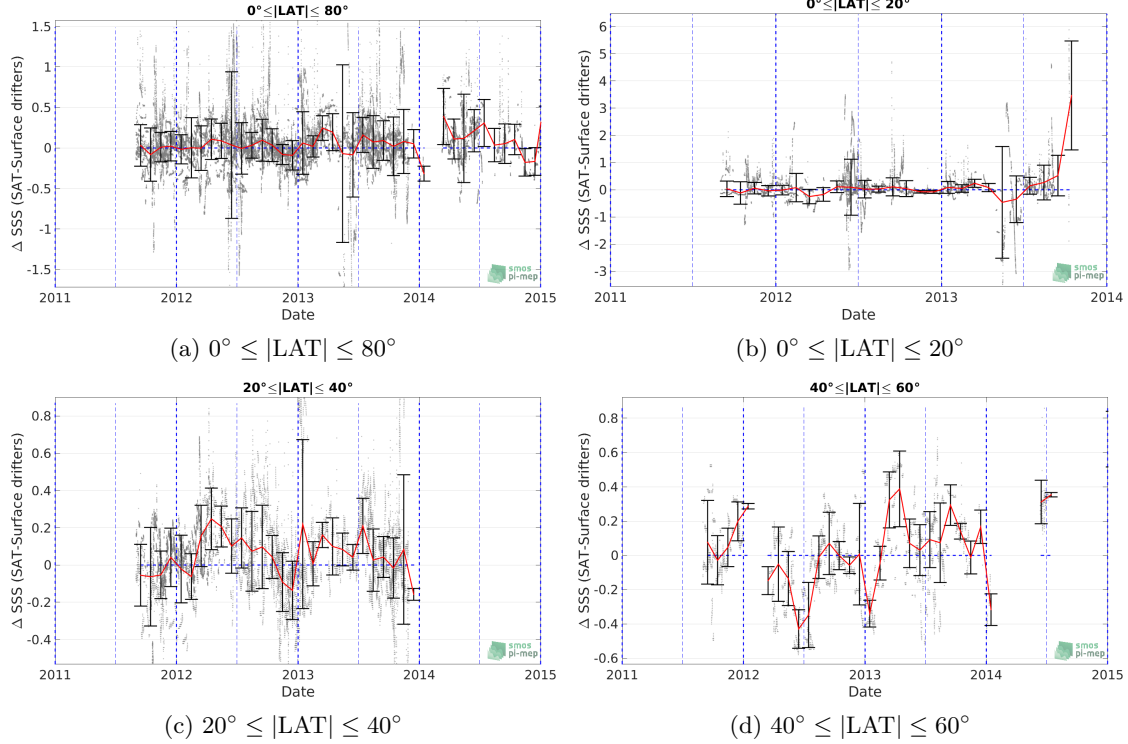 0°≤|LAT|≤ 80°
Δ SSS (SAT-Surface drifters)
1.5
1
0.5
0
-0.5
-1
-1.5
2011
2012
2013
2014
2015
Date
smos
pi-mep
(a) 0° ≤ |LAT| ≤ 80°
0°≤|LAT|≤ 20°
Δ SSS (SAT-Surface drifters)
6
5
4
3
2
1
0
-1
-2
-3
2011
2012
2013
2014
Date
smos
pi-mep
(b) 0° ≤ |LAT| ≤ 20°
20°≤|LAT|≤ 40°
Δ SSS (SAT-Surface drifters)
0.8
0.6
0.4
0.2
0
-0.2
-0.4
2011
2012
2013
2014
2015
Date
smos
pi-mep
(c) 20° ≤ |LAT| ≤ 40°
40°≤|LAT|≤ 60°
Δ SSS (SAT-Surface drifters)
0.8
0.6
0.4
0.2
0
-0.2
-0.4
-0.6
2011
2012
2013
2014
2015
Date
smos
pi-mep
(d) 40° ≤ |LAT| ≤ 60°